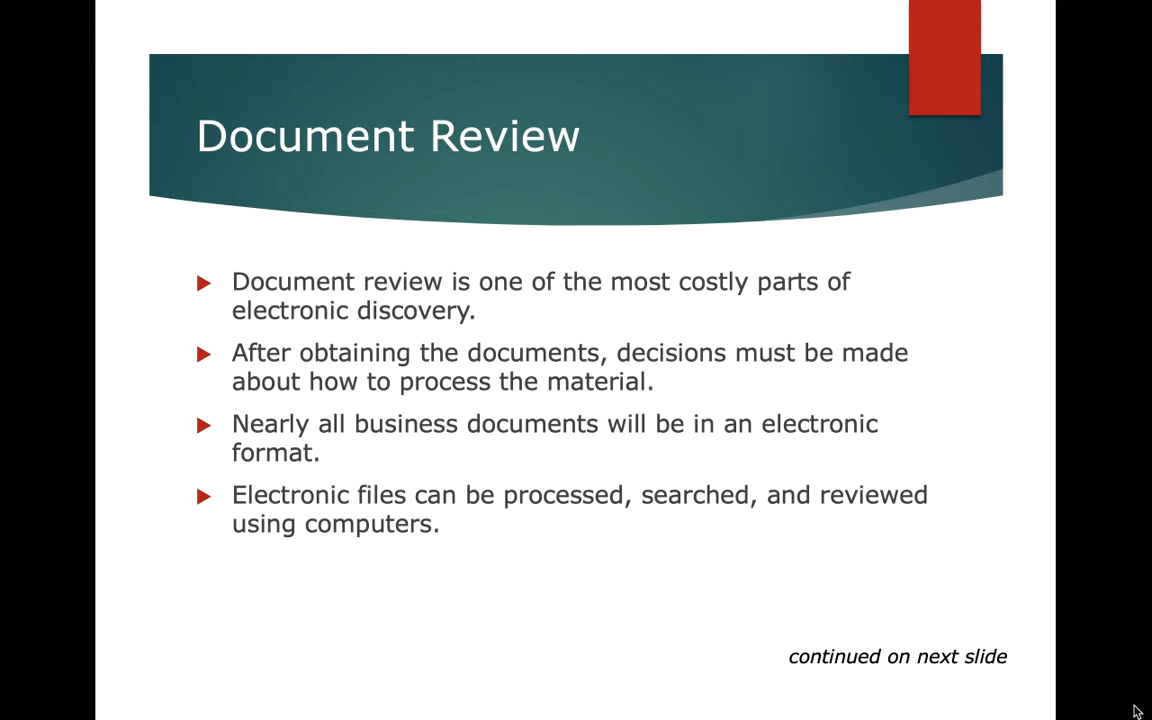 Document Review
Document review is one of the most costly parts of
electronic discovery.
After obtaining the documents, decisions must be made
about how to process the material.
Nearly all business documents will be in an electronic
format.
Electronic files can be processed, searched, and reviewed
using computers.
continued on next slide